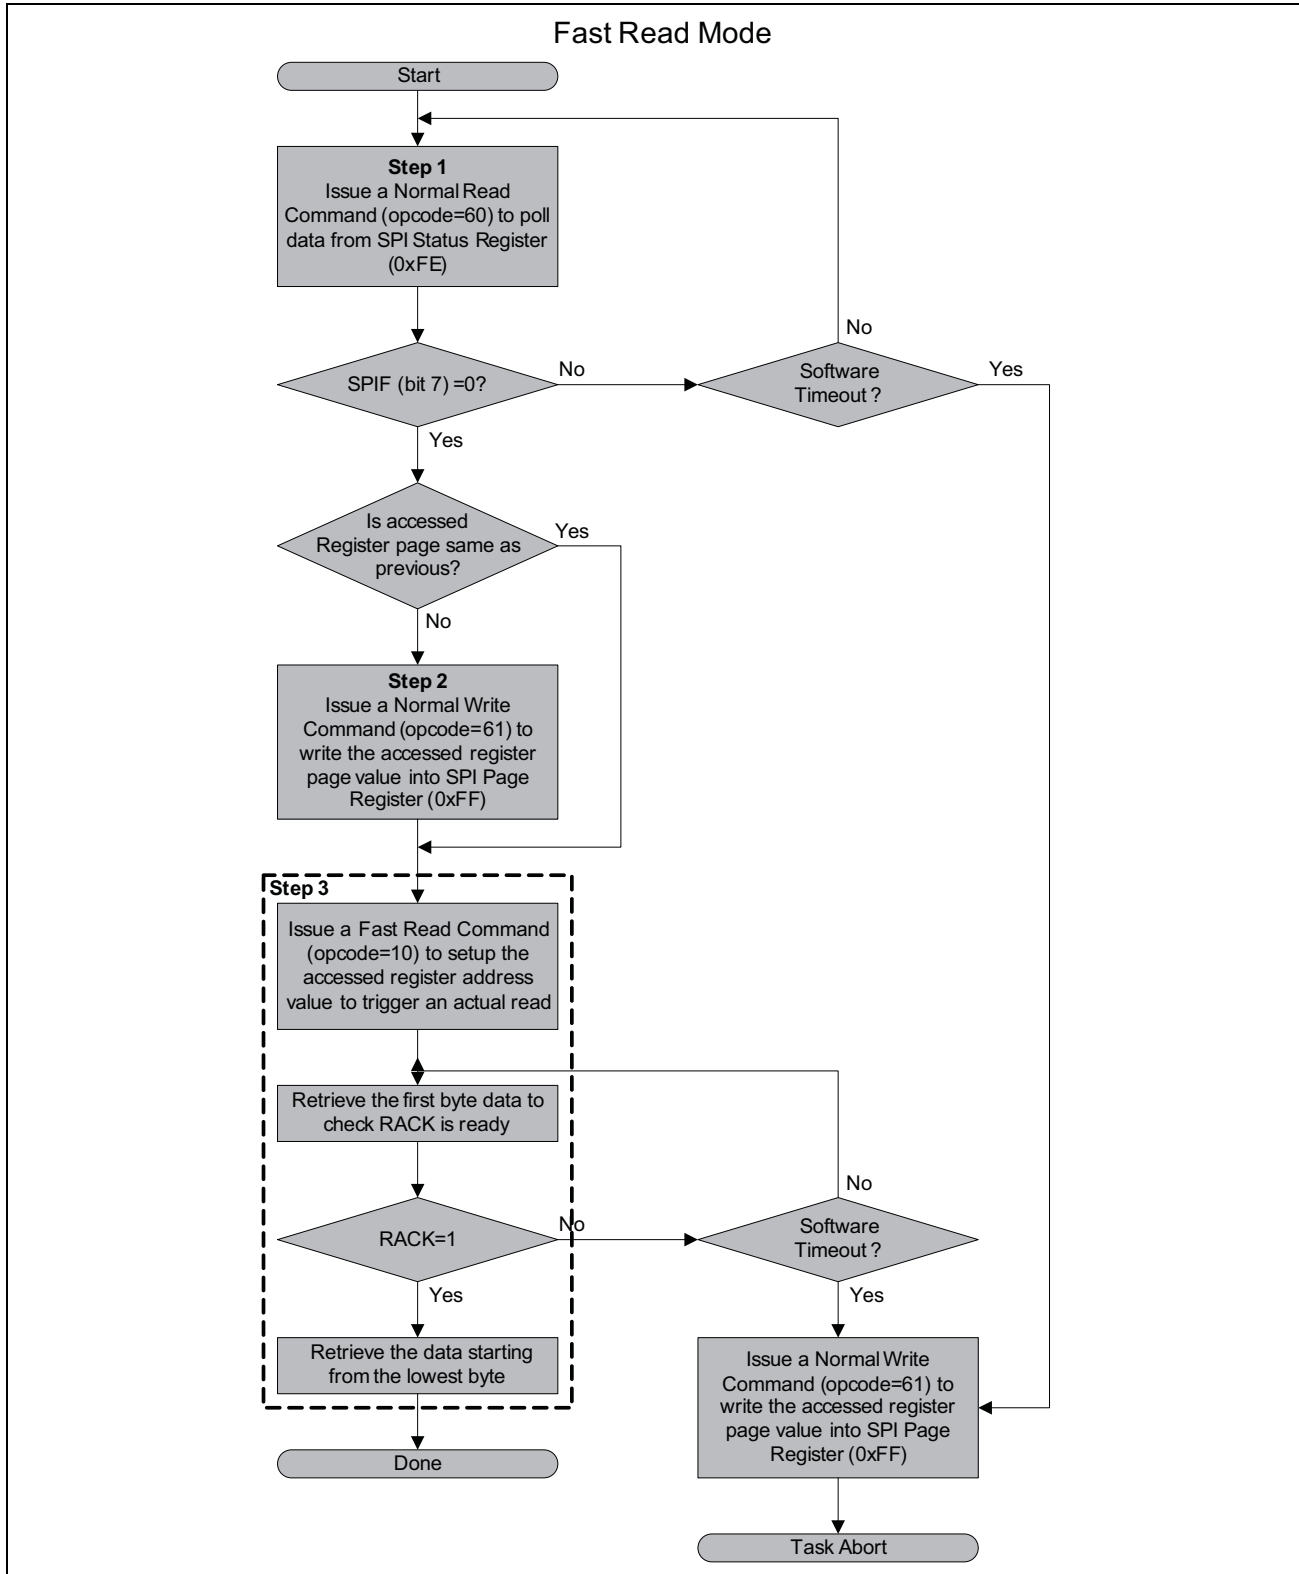 Fast Read Mode
Start
Step 1
Issue a Normal Read
Command (opcode=60) to poll
data from SPI Status Register
(0xFE)
No
SPIF (bit 7) =0?
No
Software
Timeout ?
Yes
Yes
Is accessed
Register page same as
previous?
Yes
No
Step 2
Issue a Normal Write
Command (opcode=61) to
write the accessed register
page value into SPI Page
Register (0xFF)
Step 3
Issue a Fast Read Command
(opcode=10) to setup the
accessed register address
value to trigger an actual read
Retrieve the first byte data to
check RACK is ready
No
RACK=1
No
Software
Timeout ?
Yes
Yes
Retrieve the data starting
from the lowest byte
Issue a Normal Write
Command (opcode=61) to
write the accessed register
page value into SPI Page
Register (0xFF)
Done
Task Abort